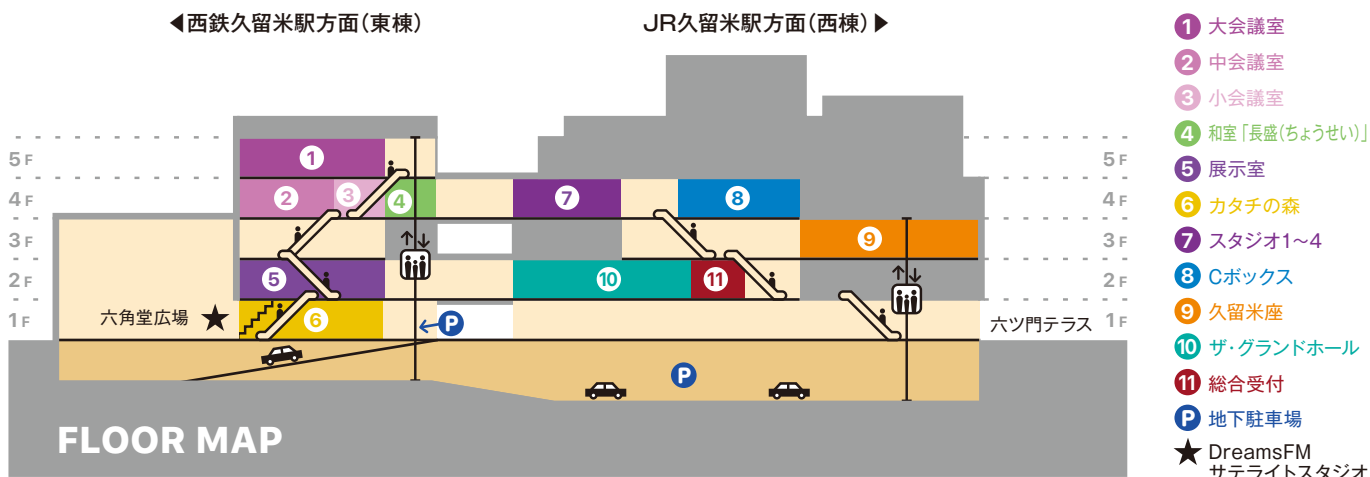 ◀西鉄久留米駅方面(東棟)
JR久留米駅方面(西棟)▶
5F
4F
3F
2F
1F
5F
4F
3F
2F
1F
1
2
3
4
5
6
7
8
9
10
11
六角堂広場 ★
P
P
六ツ門テラス
FLOOR MAP
1 大会議室
2 中会議室
3 小会議室
4 和室「長盛(ちょうせい)」
5 展示室
6 カタチの森
7 スタジオ1〜4
8 Cボックス
9 久留米座
10 ザ・グランドホール
11 総合受付
P 地下駐車場
★ DreamsFM
サテライトスタジオ